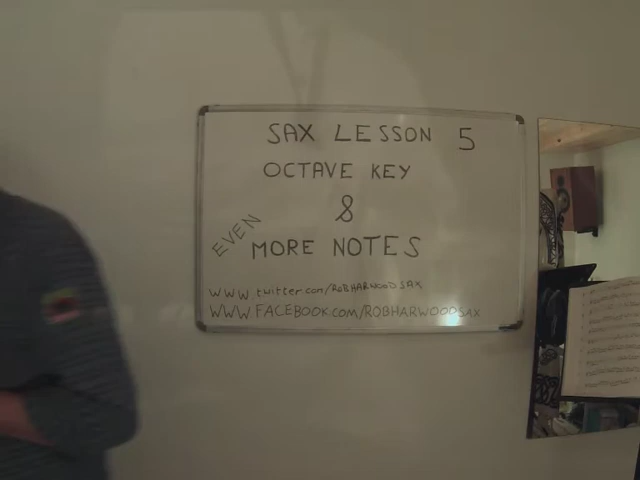 SAX LESSON 5
OCTAVE KEY
&
EVEN
MORE NOTES
WWW twitter.com/ROBHARWOODSAX
WWW.FACEBOOK.com/ROBHARWOODSAX